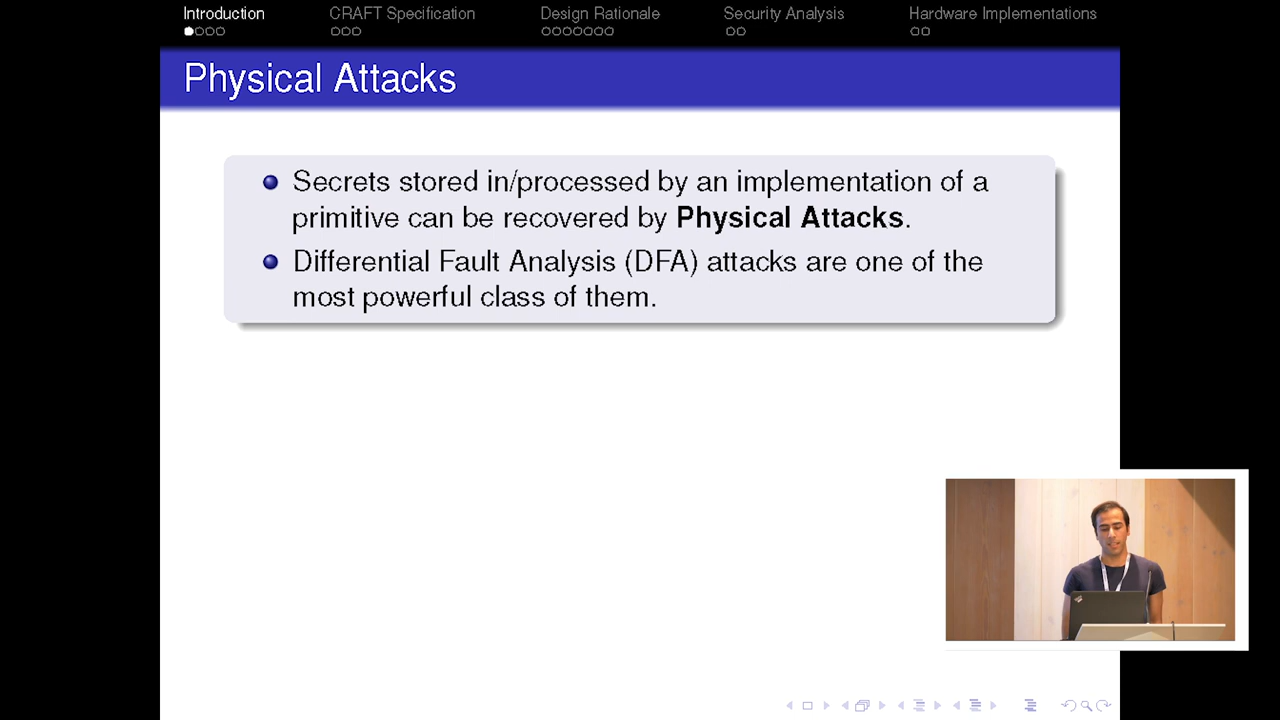 Introduction
CRAFT Specification
Design Rationale
Security Analysis
Hardware Implementations
Physical Attacks
Secrets stored in/processed by an implementation of a
primitive can be recovered by Physical Attacks.
Differential Fault Analysis (DFA) attacks are one of the
most powerful class of them.